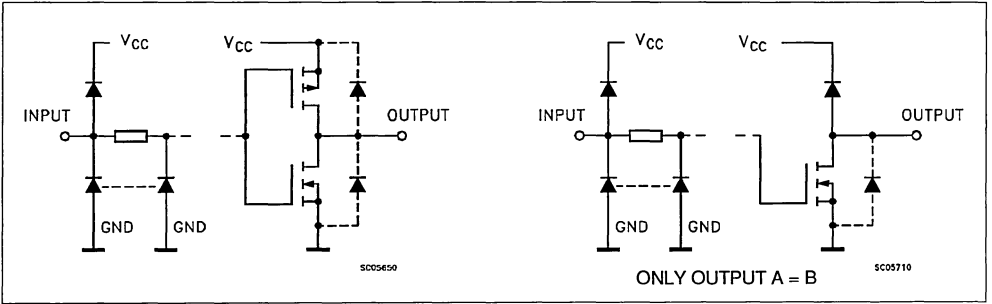 VCC
VCC
INPUT
OUTPUT
GND
GND
SC05650
VCC
VCC
INPUT
OUTPUT
GND
GND
SC05710
ONLY OUTPUT A = B